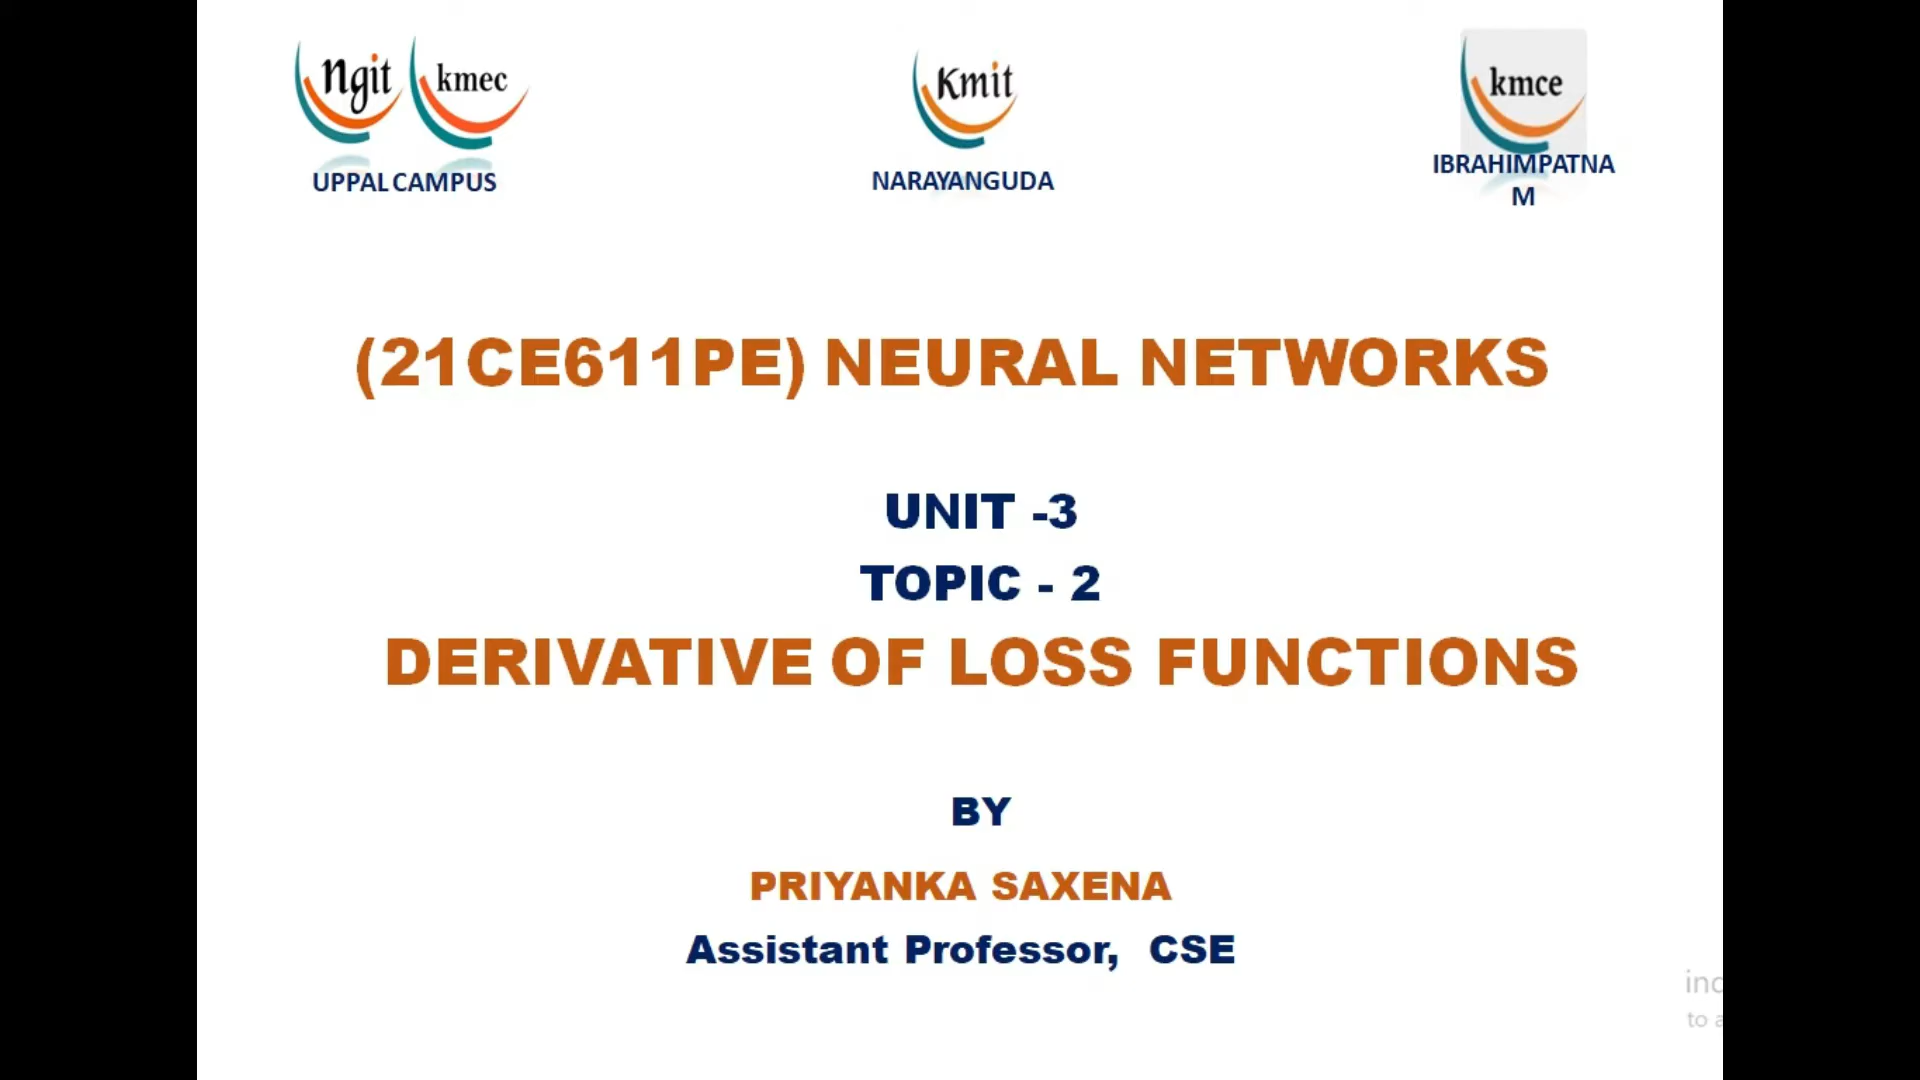 Ngit kmec
UPPAL CAMPUS
Kmit
NARAYANGUDA
kmce
IBRAHIMPATNA
M
(21CE611PE) NEURAL NETWORKS
UNIT -3
TOPIC - 2
DERIVATIVE OF LOSS FUNCTIONS
BY
PRIYANKA SAXENA
Assistant Professor, CSE
to